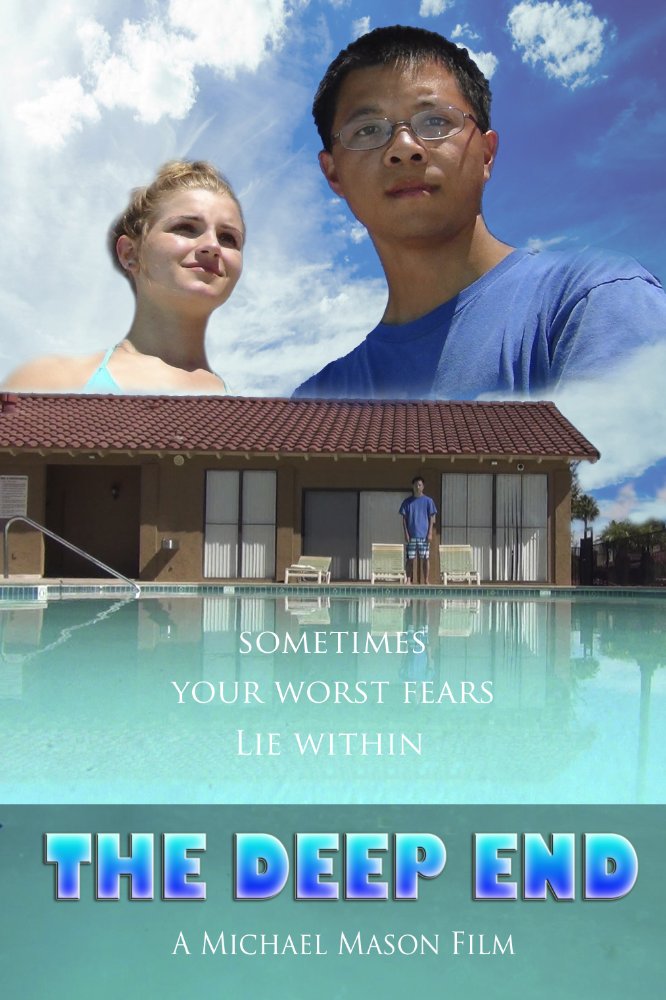 SOMETIMES
YOUR WORST FEARS
LIE WITHIN
THE DEEP END
A MICHAEL MASON FILM